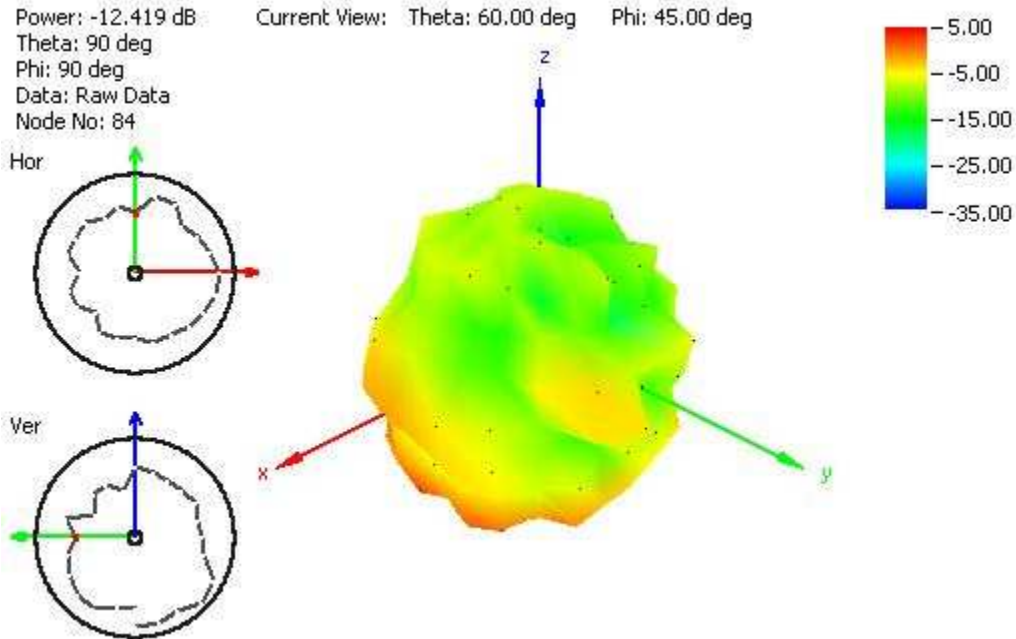 Power: -12.419 dB
Theta: 90 deg
Phi: 90 deg
Data: Raw Data
Node No: 84
Current View: Theta: 60.00 deg Phi: 45.00 deg
Hor
Ver
z
x
y
5.00
-5.00
-15.00
-25.00
-35.00